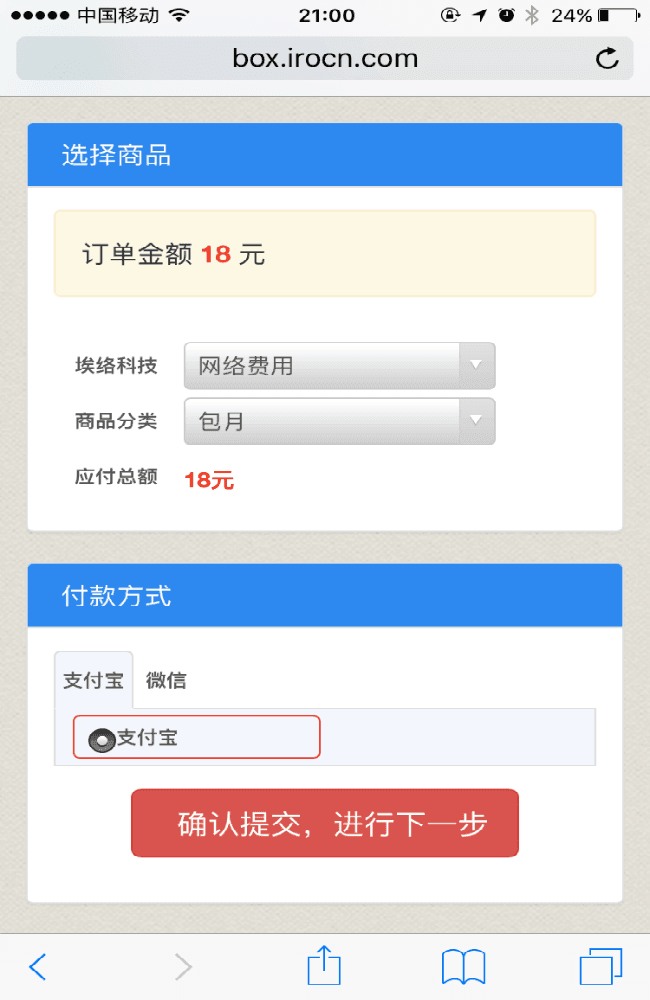 中国移动 21:00 24%
box.irocn.com
选择商品
订单金额 18 元
埃络科技 网络费用
商品分类 包月
应付总额 18元
付款方式
支付宝 微信
支付宝
确认提交，进行下一步